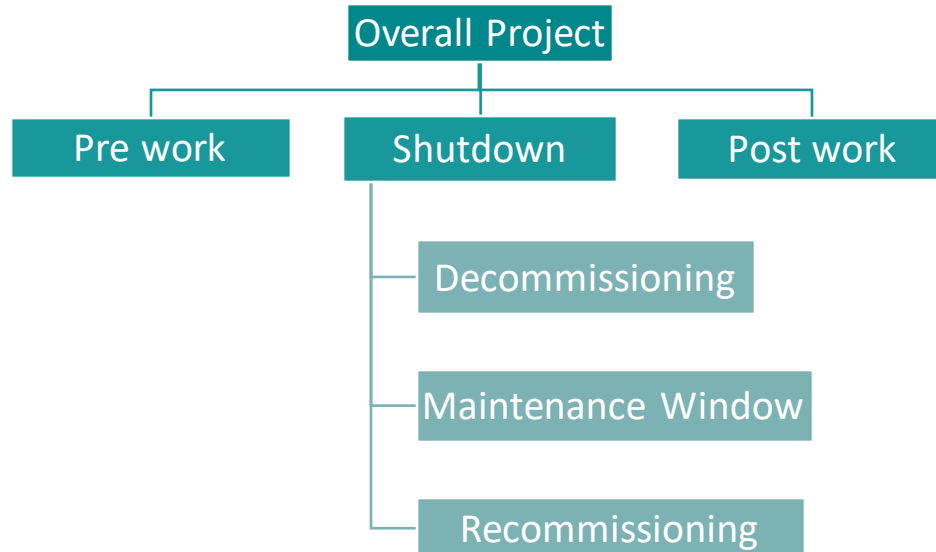 Overall Project
Pre work
Shutdown
Post work
Decommissioning
Maintenance Window
Recommissioning